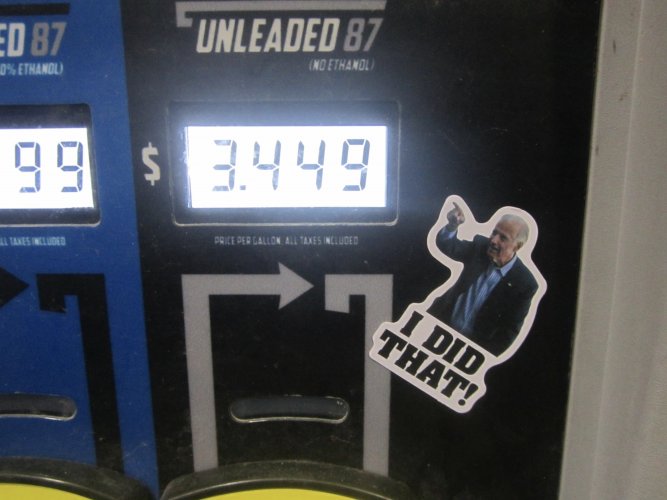 ED 87
0% ETHANOL)
99
LL TAXES INCLUDED
UNLEADED 87
(NO ETHANOL)
$ 3.449
PRICE PER GALLON, ALL TAXES INCLUDED
I DID
THAT!